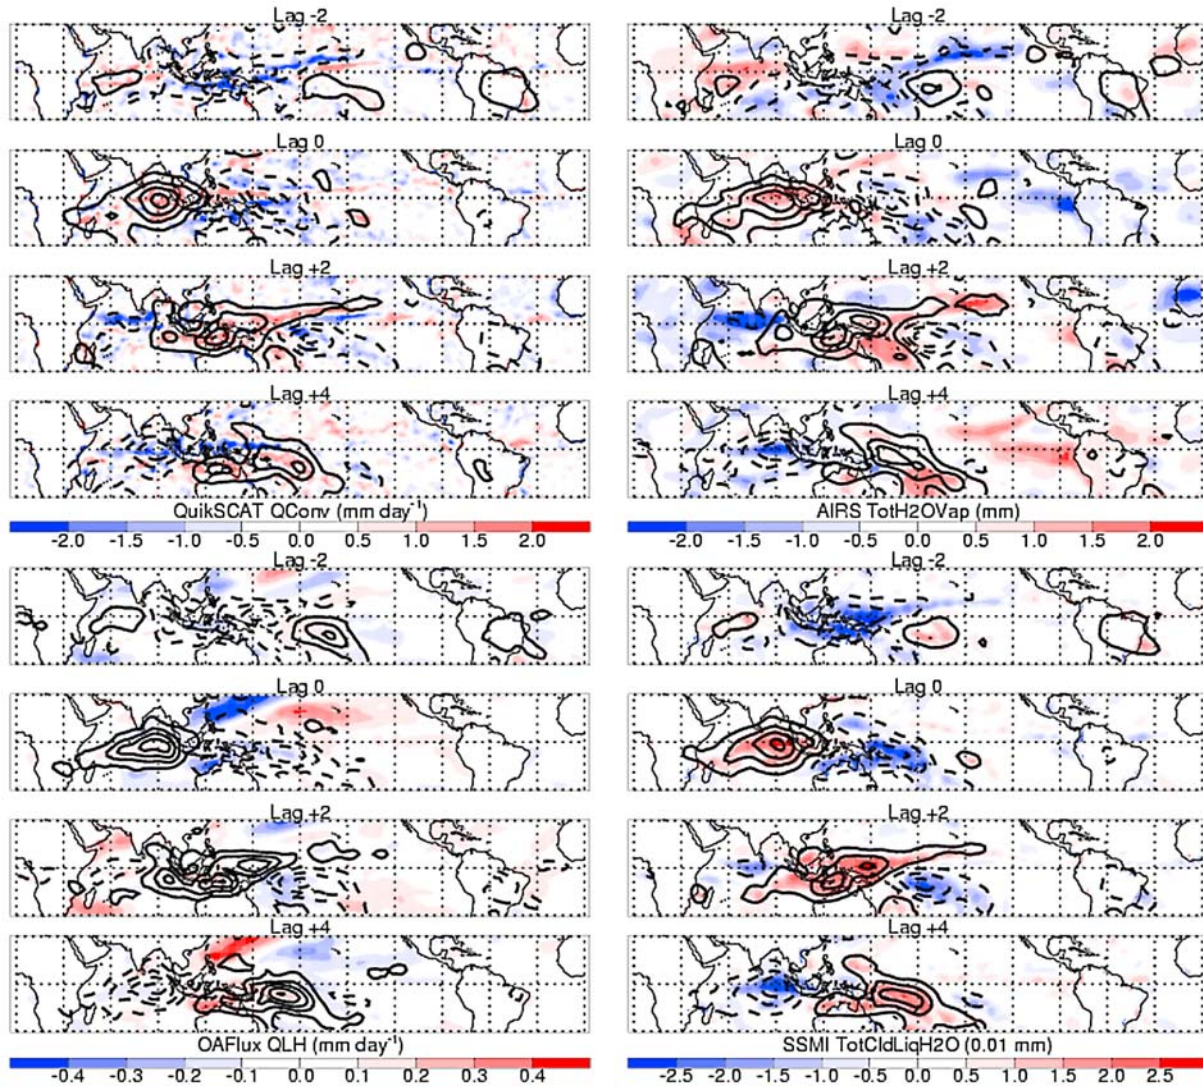 Lag -2
Lag 0
Lag +2
Lag +4
QuikSCAT QConv (mm day-1)
-2.0 -1.5 -1.0 -0.5 0.0 0.5 1.0 1.5 2.0
Lag -2
Lag 0
Lag +2
Lag +4
AIRS TotH2OVap (mm)
-2.0 -1.5 -1.0 -0.5 0.0 0.5 1.0 1.5 2.0
Lag -2
Lag 0
Lag +2
Lag +4
OAFlux QLH (mm day-1)
-0.4 -0.3 -0.2 -0.1 0.0 0.1 0.2 0.3 0.4
Lag -2
Lag 0
Lag +2
Lag +4
SSMI TotCldLiqH2O (0.01 mm)
-2.5 -2.0 -1.5 -1.0 -0.5 0.0 0.5 1.0 1.5 2.0 2.5